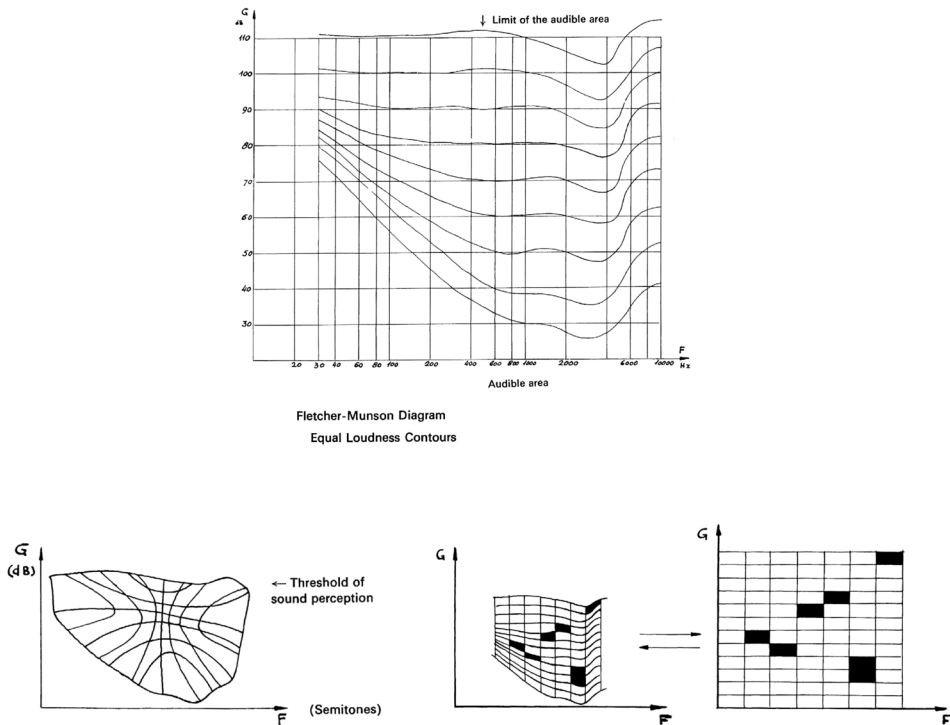 G
dB
↓ Limit of the audible area
110
100
90
80
70
60
50
40
30
F
Hz
20 30 40 60 80 100 200 400 600 800 1000 2000 6000 10000
Audible area
Fletcher-Munson Diagram
Equal Loudness Contours
G
(dB)
← Threshold of
sound perception
F
(Semitones)
G
F
G
F